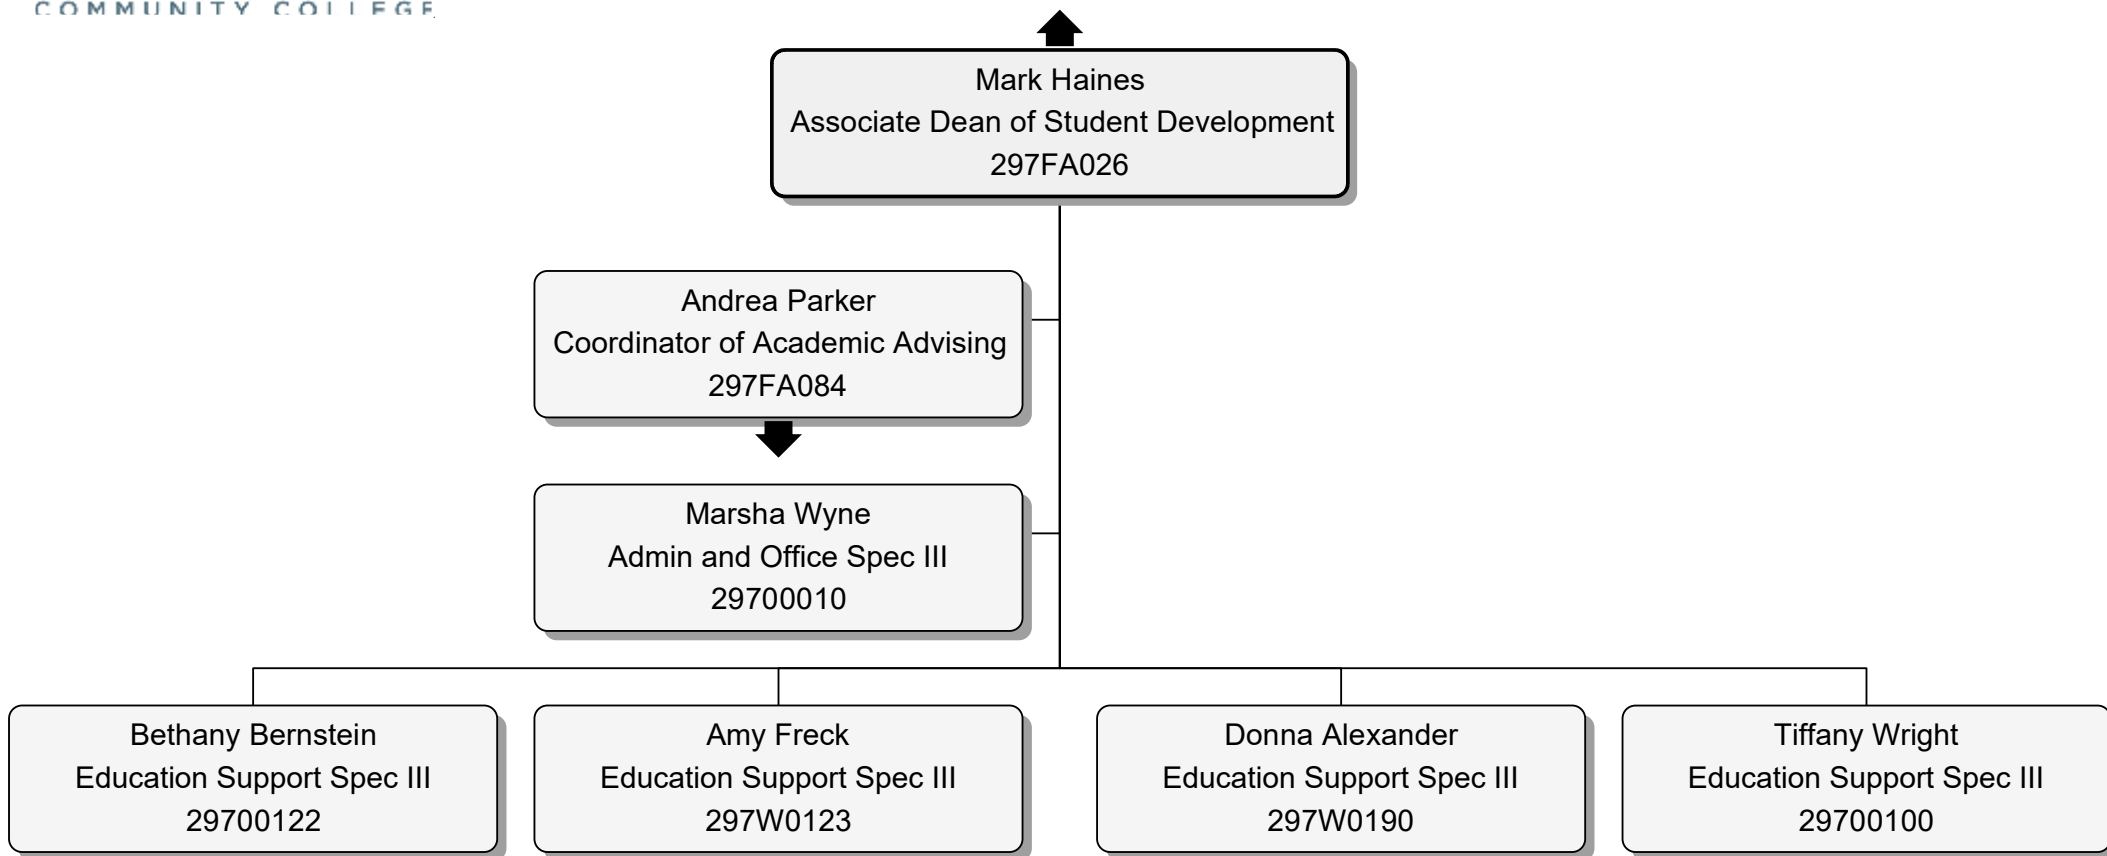 COMMUNITY COLLEGE
Mark Haines
Associate Dean of Student Development
297FA026
Andrea Parker
Coordinator of Academic Advising
297FA084
Marsha Wyne
Admin and Office Spec III
29700010
Bethany Bernstein
Education Support Spec III
29700122
Amy Freck
Education Support Spec III
297W0123
Donna Alexander
Education Support Spec III
297W0190
Tiffany Wright
Education Support Spec III
29700100